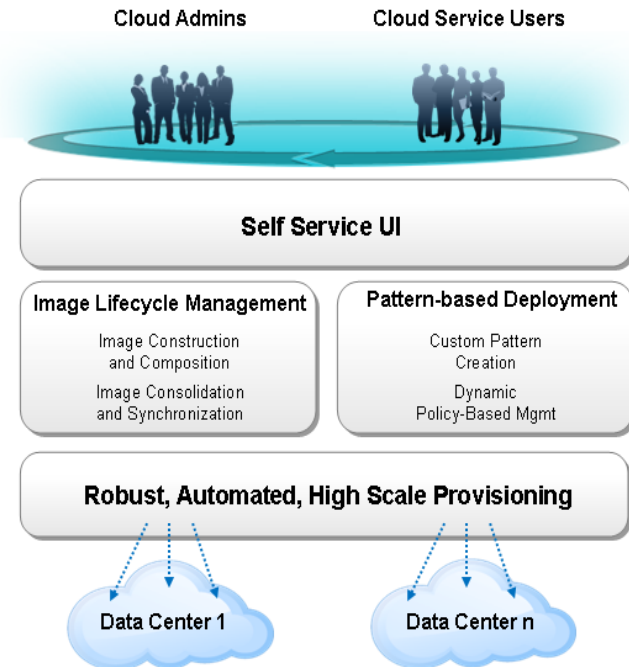 Cloud Admins
Cloud Service Users
Self Service UI
Image Lifecycle Management
Image Construction
and Composition
Image Consolidation
and Synchronization
Pattern-based Deployment
Custom Pattern
Creation
Dynamic
Policy-Based Mgmt
Robust, Automated, High Scale Provisioning
Data Center 1
Data Center n